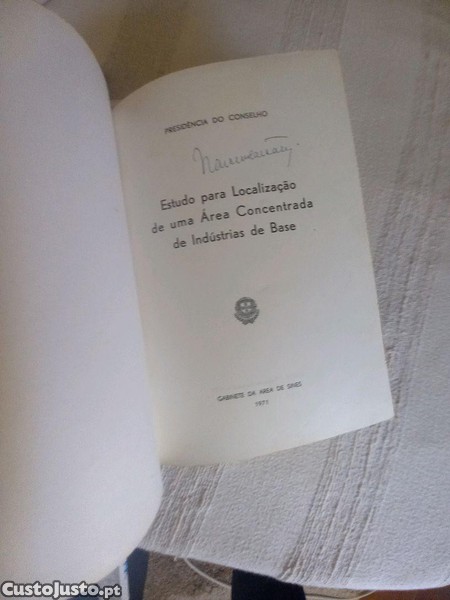 PRESIDÊNCIA DO CONSELHO
Estudo para Localização
de uma Área Concentrada
de Indústrias de Base
GABINETE DA ÁREA DE SINES
1971
CustoJusto.pt